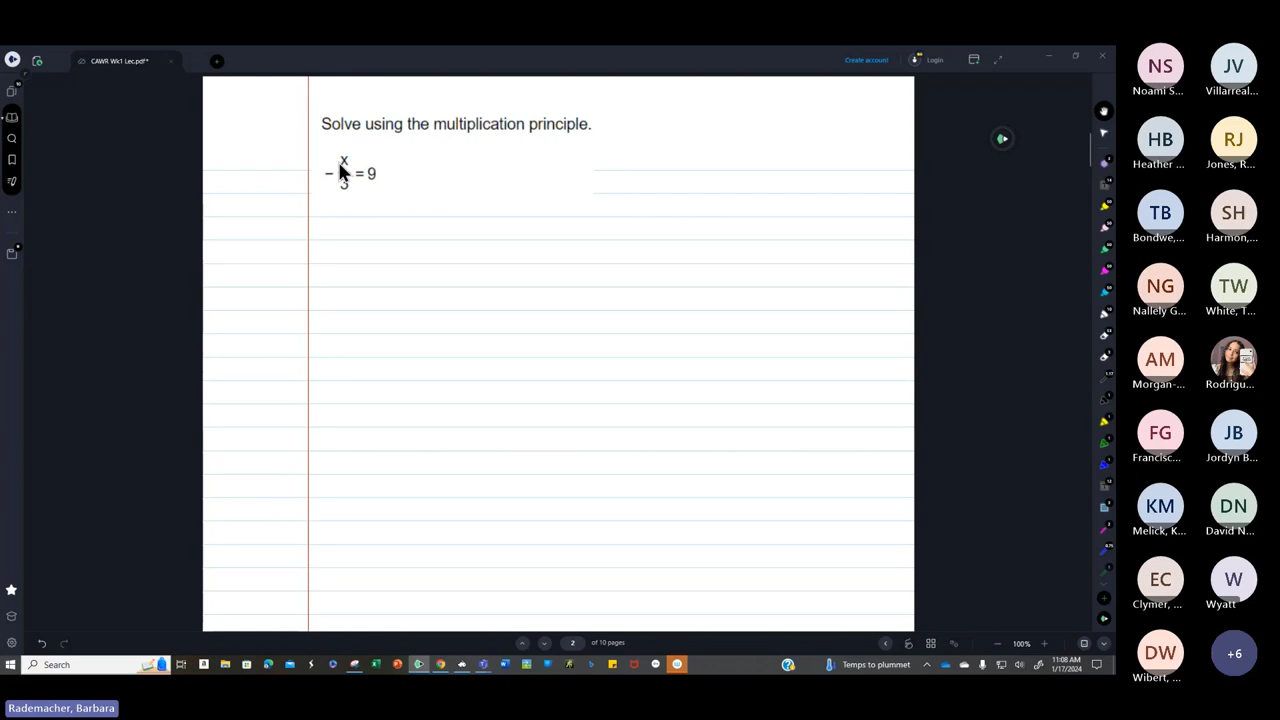 CAWR Wk1 Lec.pdf*
Create account
Login
Solve using the multiplication principle.
x
− = 9
3
2 of 10 pages
100%
Search
Temps to plummet
11:08 AM
1/17/2024
NS JV
Noami S... Villarreal,...
HB RJ
Heather ... Jones, R...
TB SH
Bondwe,... Harmon,...
NG TW
Nallely G... White, T...
AM
Morgan-... Rodrigu...
FG JB
Francisc... Jordyn B...
KM DN
Melick, K... David N...
EC W
Clymer, ... Wyatt
DW +6
Wibert, ...
Rademacher, Barbara